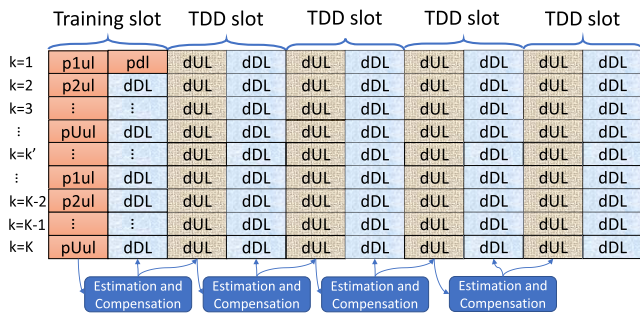 Training slot TDD slot TDD slot TDD slot TDD slot
k=1 p1ul pdl dUL dDL dUL dDL dUL dDL dUL dDL
k=2 p2ul dDL dUL dDL dUL dDL dUL dDL dUL dDL
k=3 ⋮ ⋮ dUL dDL dUL dDL dUL dDL dUL dDL
⋮ pUul dDL dUL dDL dUL dDL dUL dDL dUL dDL
k=k' ⋮ ⋮ dUL dDL dUL dDL dUL dDL dUL dDL
⋮ p1ul dDL dUL dDL dUL dDL dUL dDL dUL dDL
k=K-2 p2ul dDL dUL dDL dUL dDL dUL dDL dUL dDL
k=K-1 ⋮ ⋮ dUL dDL dUL dDL dUL dDL dUL dDL
k=K pUul dDL dUL dDL dUL dDL dUL dDL dUL dDL
Estimation and Estimation and Estimation and Estimation and
Compensation Compensation Compensation Compensation